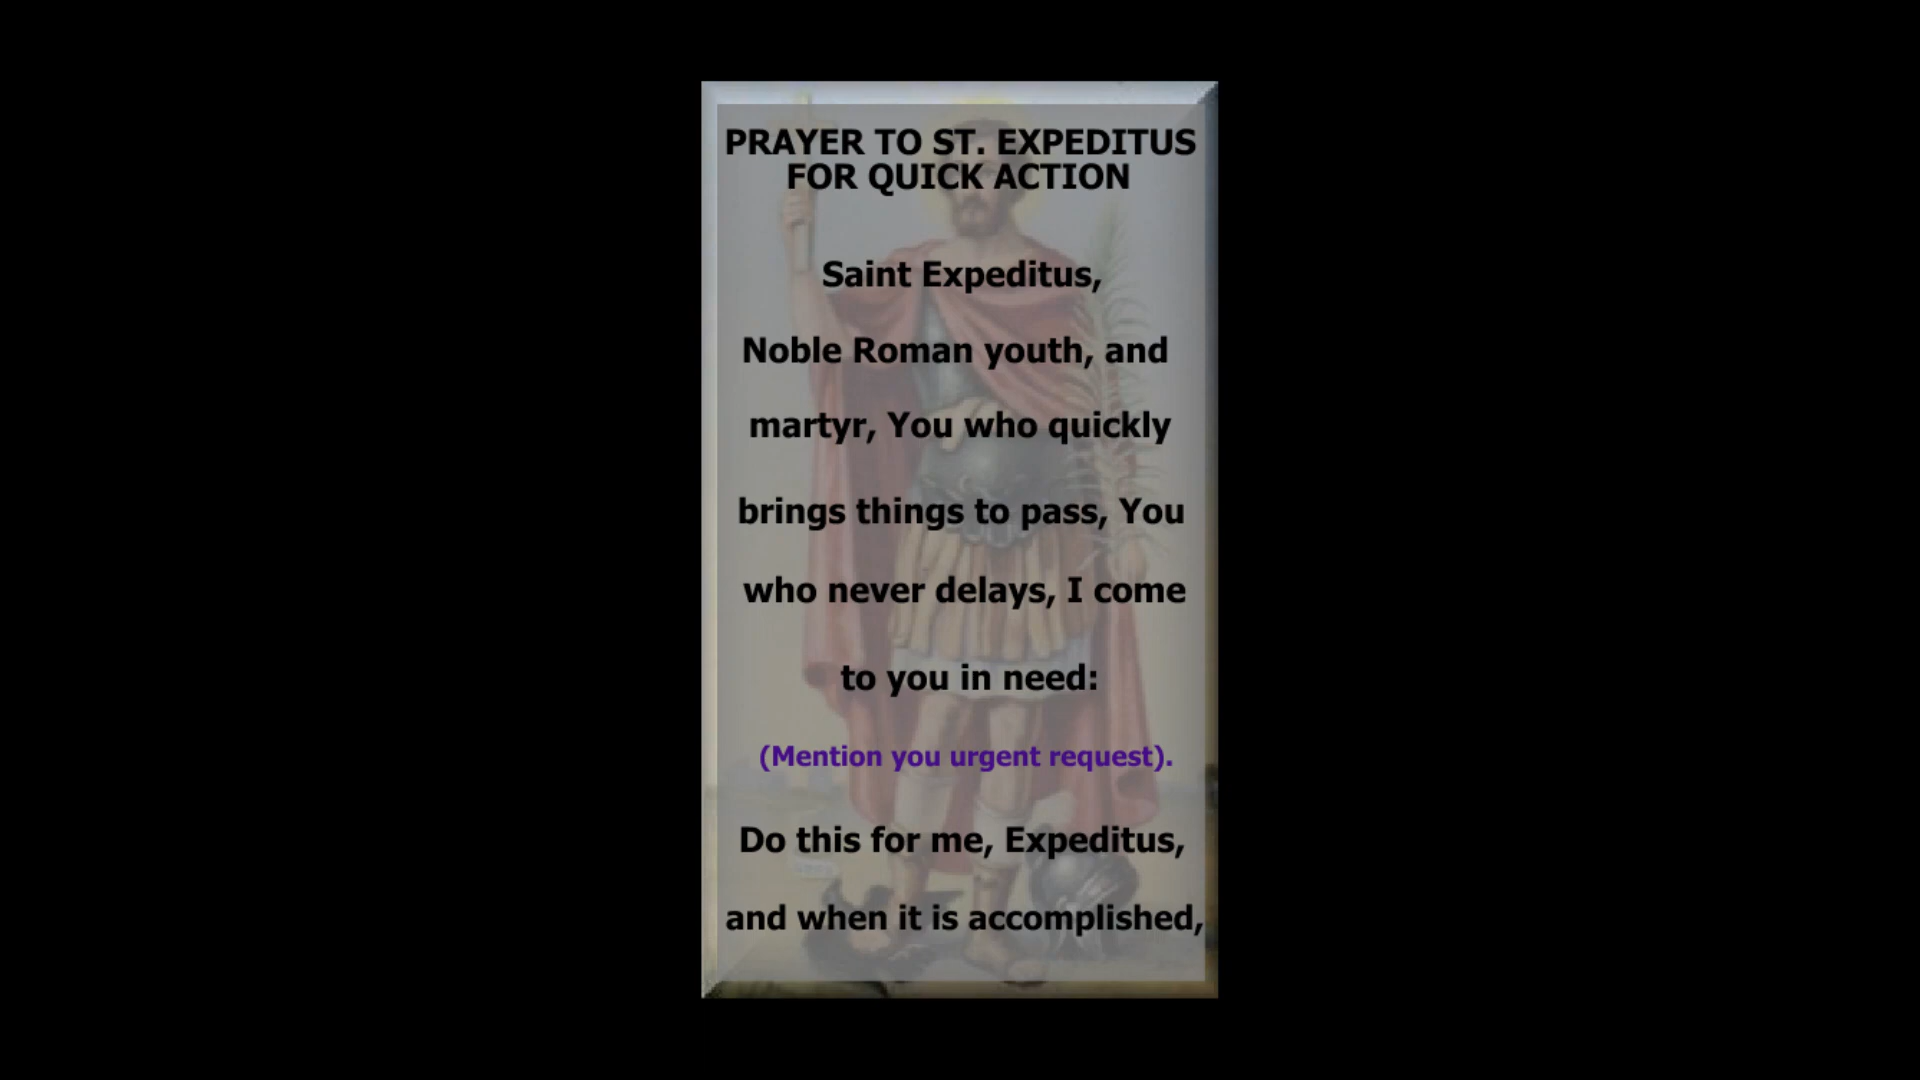 PRAYER TO ST. EXPEDITUS
FOR QUICK ACTION
Saint Expeditus,
Noble Roman youth, and
martyr, You who quickly
brings things to pass, You
who never delays, I come
to you in need:
(Mention you urgent request).
Do this for me, Expeditus,
and when it is accomplished,